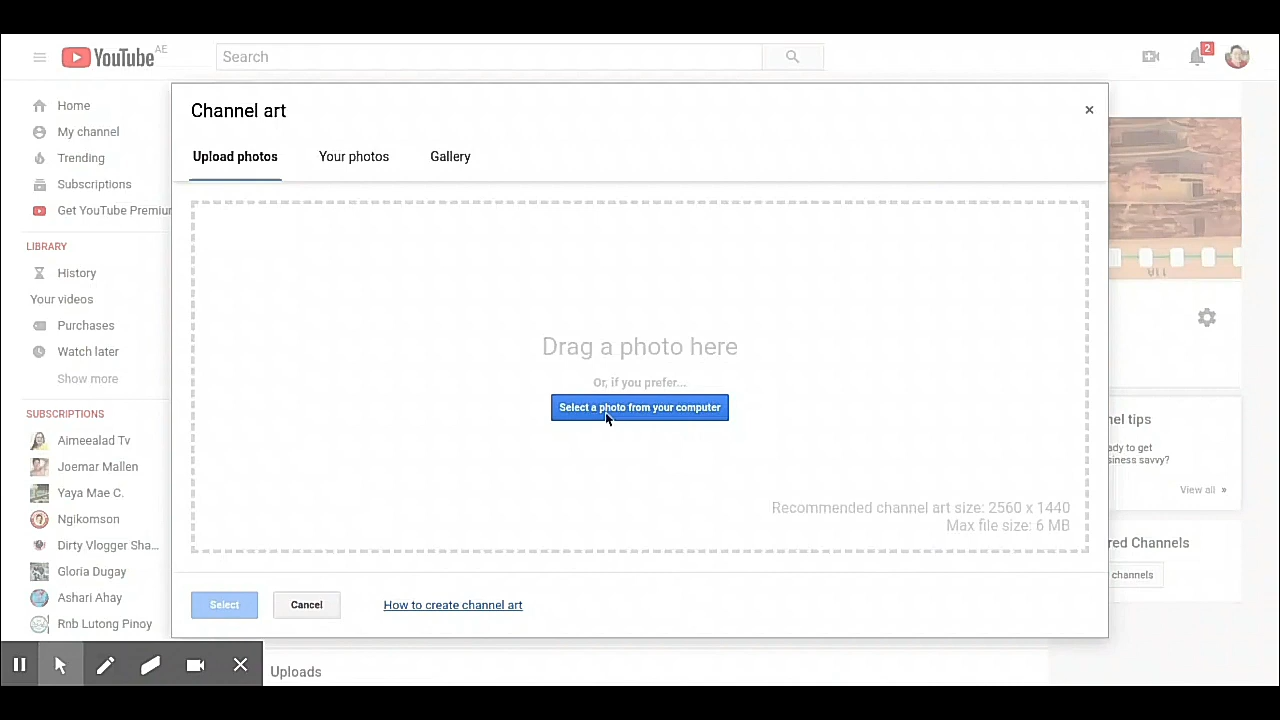 YouTube AE
Search
2
Home
My channel
Trending
Subscriptions
Get YouTube Premium
LIBRARY
History
Your videos
Purchases
Watch later
Show more
SUBSCRIPTIONS
Aimeealad Tv
Joemar Mallen
Yaya Mae C.
Ngikomson
Dirty Vlogger Sha...
Gloria Dugay
Ashari Ahay
Rnb Lutong Pinoy
Channel art
×
Upload photos
Your photos
Gallery
Drag a photo here
Or, if you prefer...
Select a photo from your computer
Recommended channel art size: 2560 x 1440
Max file size: 6 MB
Select
Cancel
How to create channel art
nel tips
ady to get
siness savvy?
View all »
red Channels
channels
Uploads